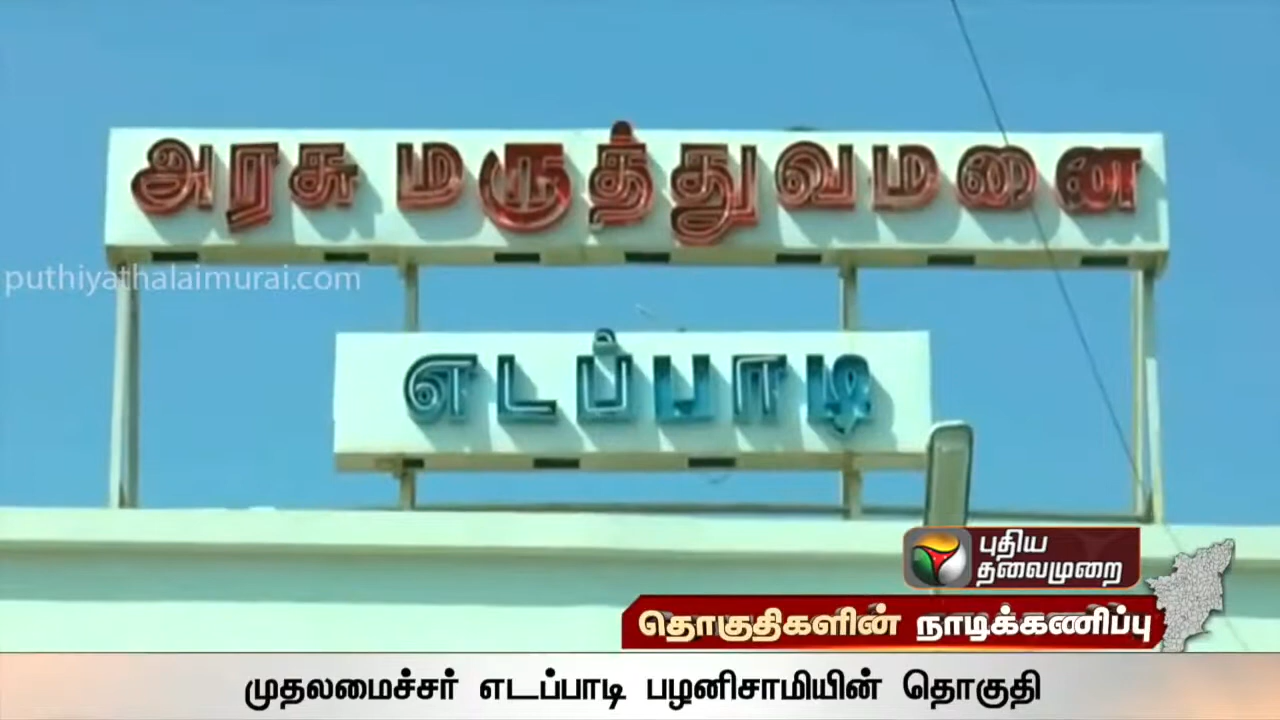 அரசு மருத்துவமனை
puthiyathalaimurai.com
எடப்பாடி
புதிய
தலைமுறை
தொகுதிகளின் நாடிக்கணிப்பு
முதலமைச்சர் எடப்பாடி பழனிசாமியின் தொகுதி